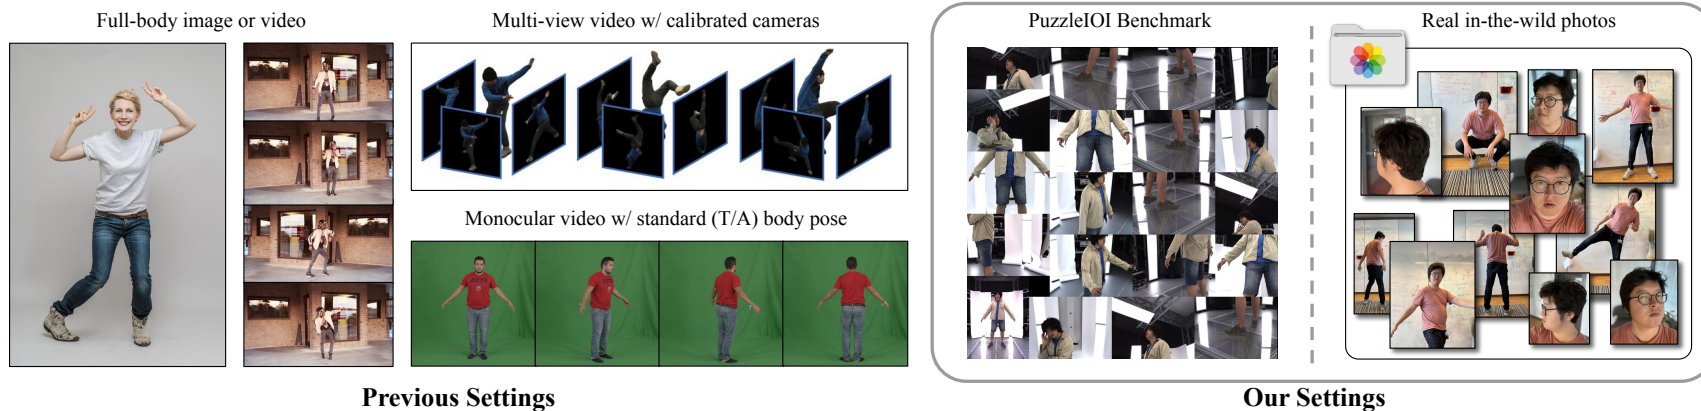 Full-body image or video
Multi-view video w/ calibrated cameras
Monocular video w/ standard (T/A) body pose
Previous Settings
PuzzleIOI Benchmark
Real in-the-wild photos
Our Settings